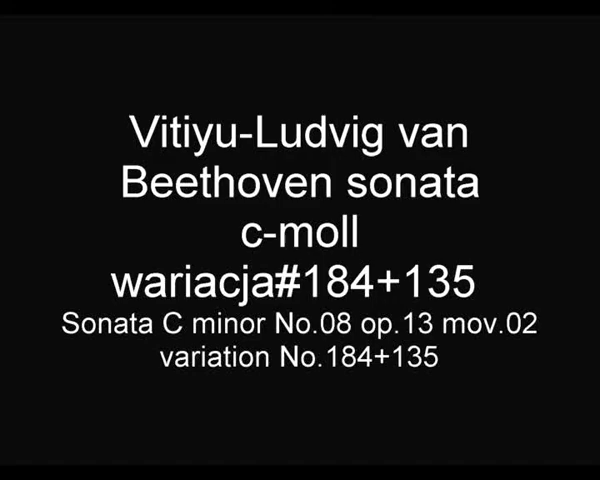 Vitiyu-Ludvig van
Beethoven sonata
c-moll
wariacja#184+135
Sonata C minor No.08 op.13 mov.02
variation No.184+135